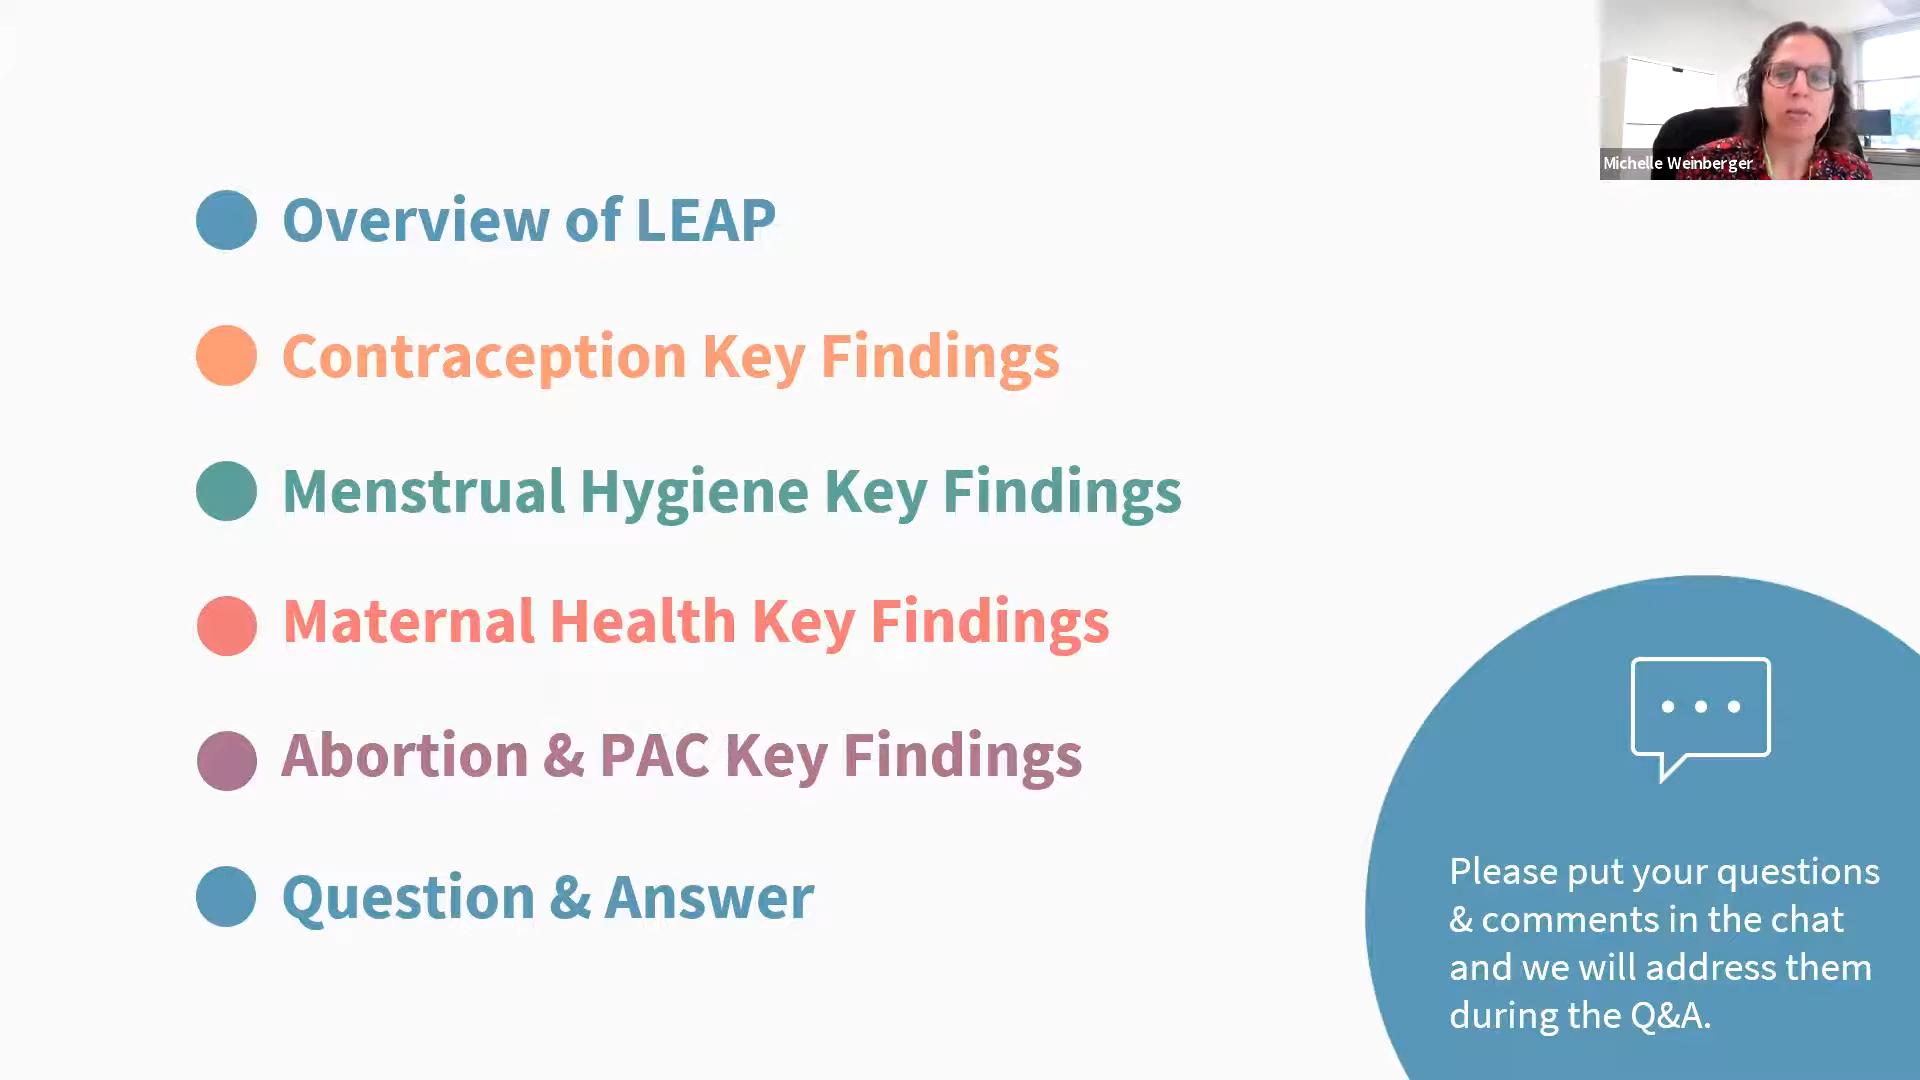 Michelle Weinberger
Overview of LEAP
Contraception Key Findings
Menstrual Hygiene Key Findings
Maternal Health Key Findings
Abortion & PAC Key Findings
Question & Answer
Please put your questions
& comments in the chat
and we will address them
during the Q&A.